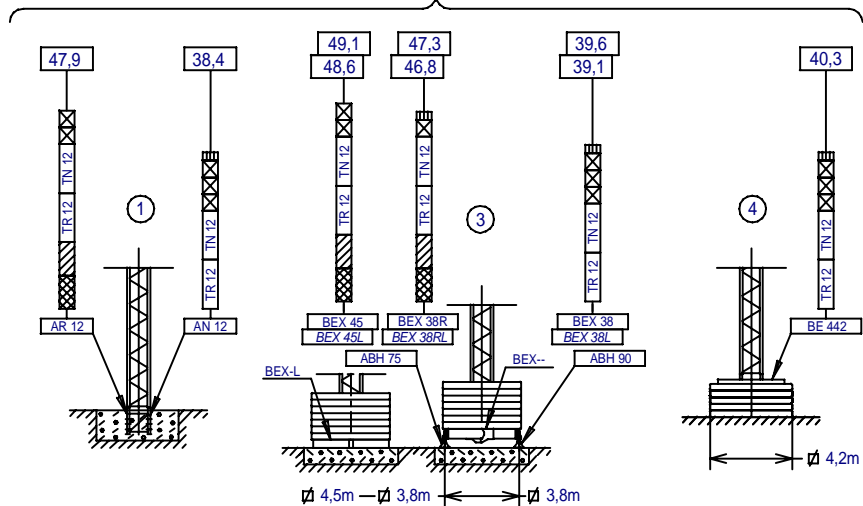 47,9
38,4
49,1
48,6
47,3
46,8
39,6
39,1
40,3
TN 12
TR 12
1
TN 12
TR 12
TN 12
TR 12
TN 12
TR 12
3
TN 12
TR 12
4
TN 12
TR 12
AR 12
AN 12
BEX 45
BEX 45L
BEX 38R
BEX 38RL
BEX 38
BEX 38L
BE 442
ABH 75
BEX--
ABH 90
BEX-L
4,2m
4,5m — 3,8m
3,8m